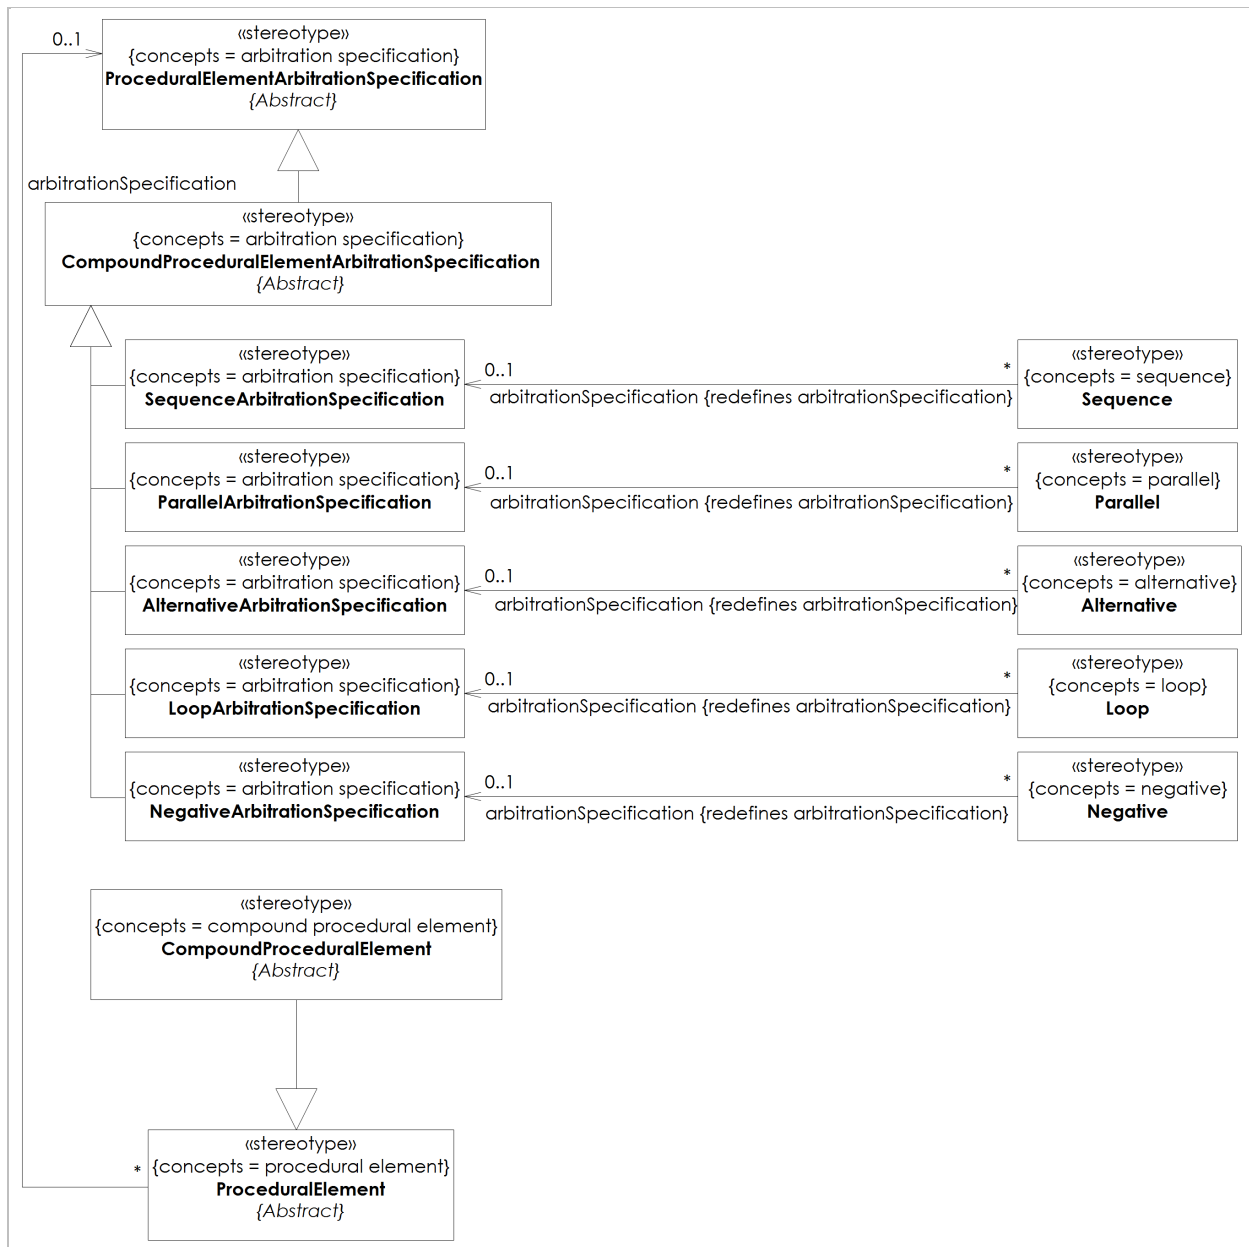 0..1
«stereotype»
{concepts = arbitration specification}
ProceduralElementArbitrationSpecification
{Abstract}
arbitrationSpecification
«stereotype»
{concepts = arbitration specification}
CompoundProceduralElementArbitrationSpecification
{Abstract}
«stereotype»
{concepts = arbitration specification}
SequenceArbitrationSpecification
0..1
*
arbitrationSpecification {redefines arbitrationSpecification}
«stereotype»
{concepts = sequence}
Sequence
«stereotype»
{concepts = arbitration specification}
ParallelArbitrationSpecification
0..1
*
arbitrationSpecification {redefines arbitrationSpecification}
«stereotype»
{concepts = parallel}
Parallel
«stereotype»
{concepts = arbitration specification}
AlternativeArbitrationSpecification
0..1
*
arbitrationSpecification {redefines arbitrationSpecification}
«stereotype»
{concepts = alternative}
Alternative
«stereotype»
{concepts = arbitration specification}
LoopArbitrationSpecification
0..1
*
arbitrationSpecification {redefines arbitrationSpecification}
«stereotype»
{concepts = loop}
Loop
«stereotype»
{concepts = arbitration specification}
NegativeArbitrationSpecification
0..1
*
arbitrationSpecification {redefines arbitrationSpecification}
«stereotype»
{concepts = negative}
Negative
«stereotype»
{concepts = compound procedural element}
CompoundProceduralElement
{Abstract}
*
«stereotype»
{concepts = procedural element}
ProceduralElement
{Abstract}